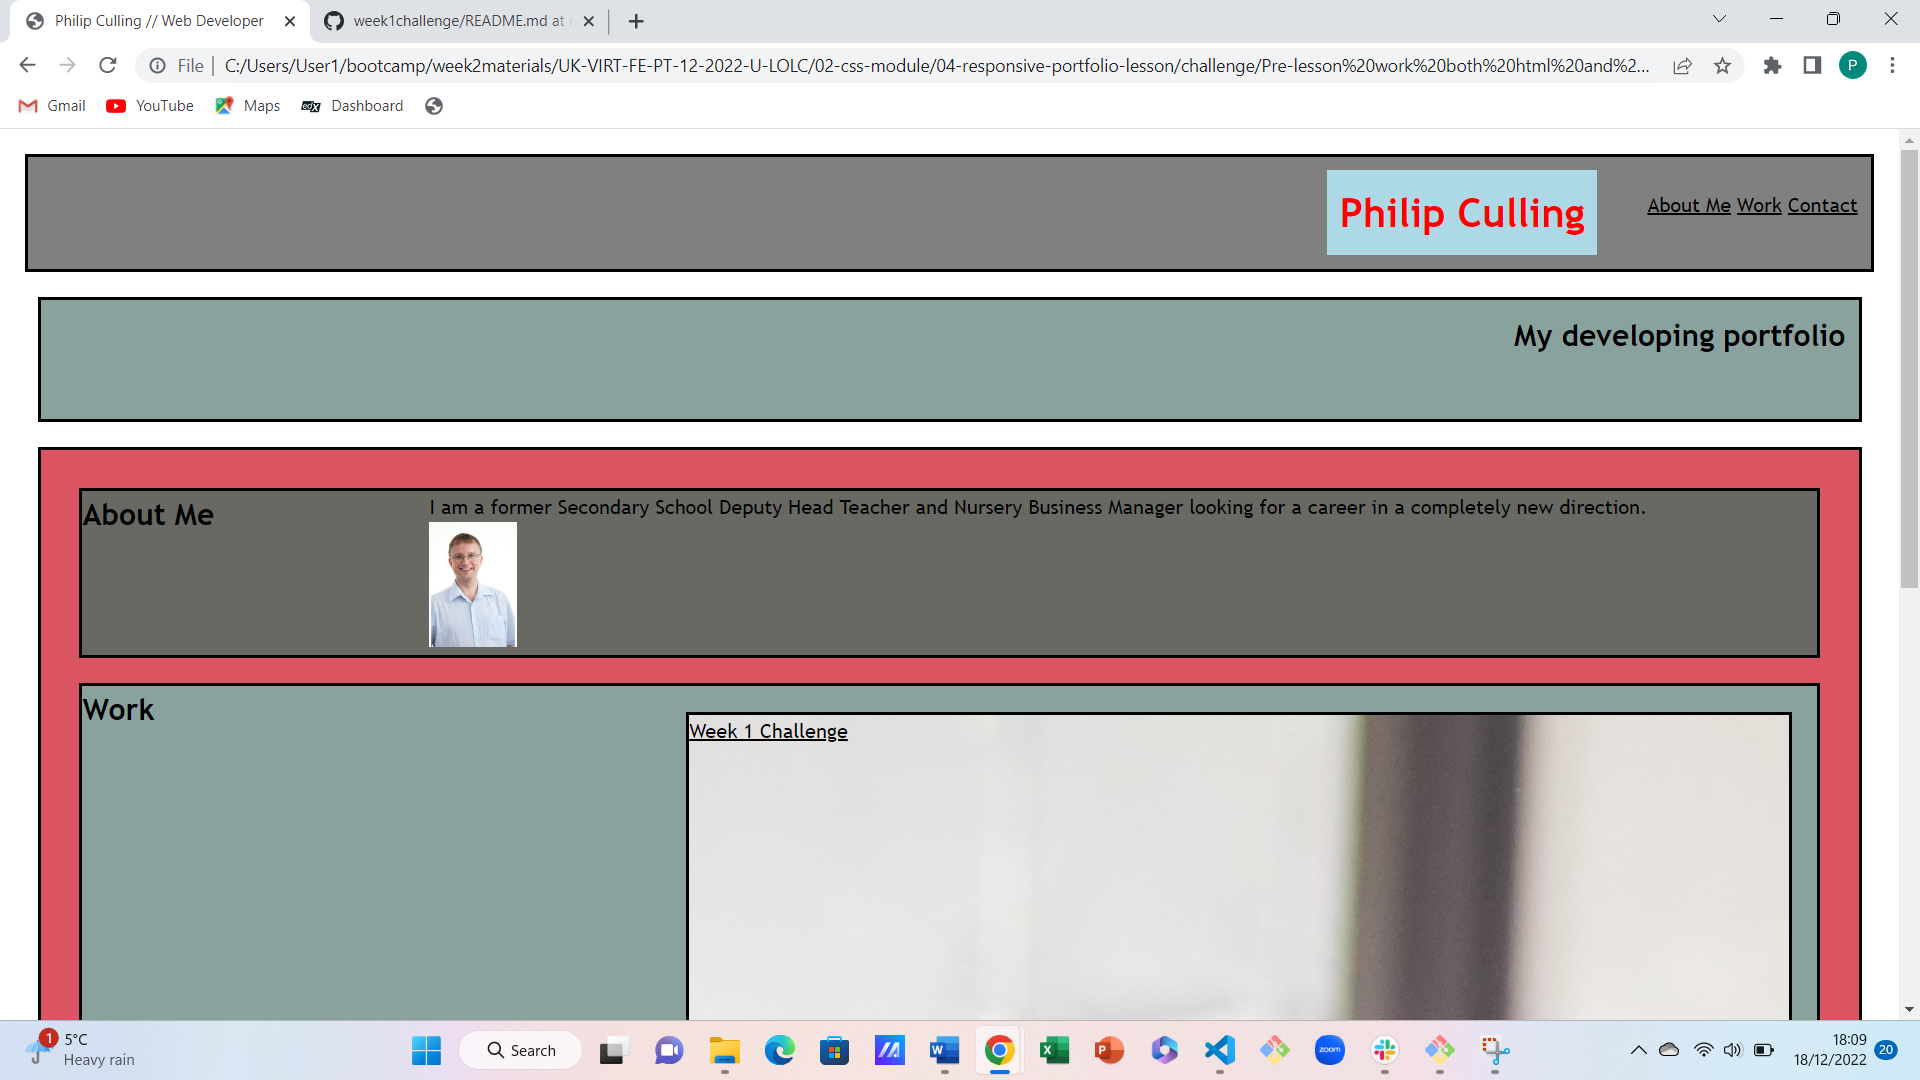 Philip Culling // Web Developer
week1challenge/README.md at
File
C:/Users/User1/bootcamp/week2materials/UK-VIRT-FE-PT-12-2022-U-LOLC/02-css-module/04-responsive-portfolio-lesson/challenge/Pre-lesson%20work%20both%20html%20and%2...
P
Gmail
YouTube
edX
Maps
Dashboard
Philip Culling
About Me Work Contact
My developing portfolio
About Me
I am a former Secondary School Deputy Head Teacher and Nursery Business Manager looking for a career in a completely new direction.
Work
Week 1 Challenge
1
5°C
Heavy rain
Search
W
X
P
zoom
18:09
18/12/2022
20